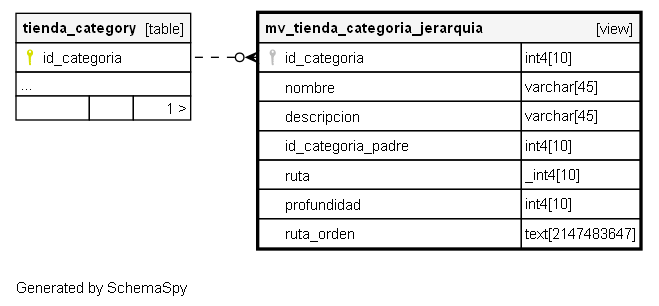 tienda_category [table]
id_categoria
...
1 >
mv_tienda_categoria_jerarquia [view]
id_categoria int4[10]
nombre varchar[45]
descripcion varchar[45]
id_categoria_padre int4[10]
ruta _int4[10]
profundidad int4[10]
ruta_orden text[2147483647]
Generated by SchemaSpy